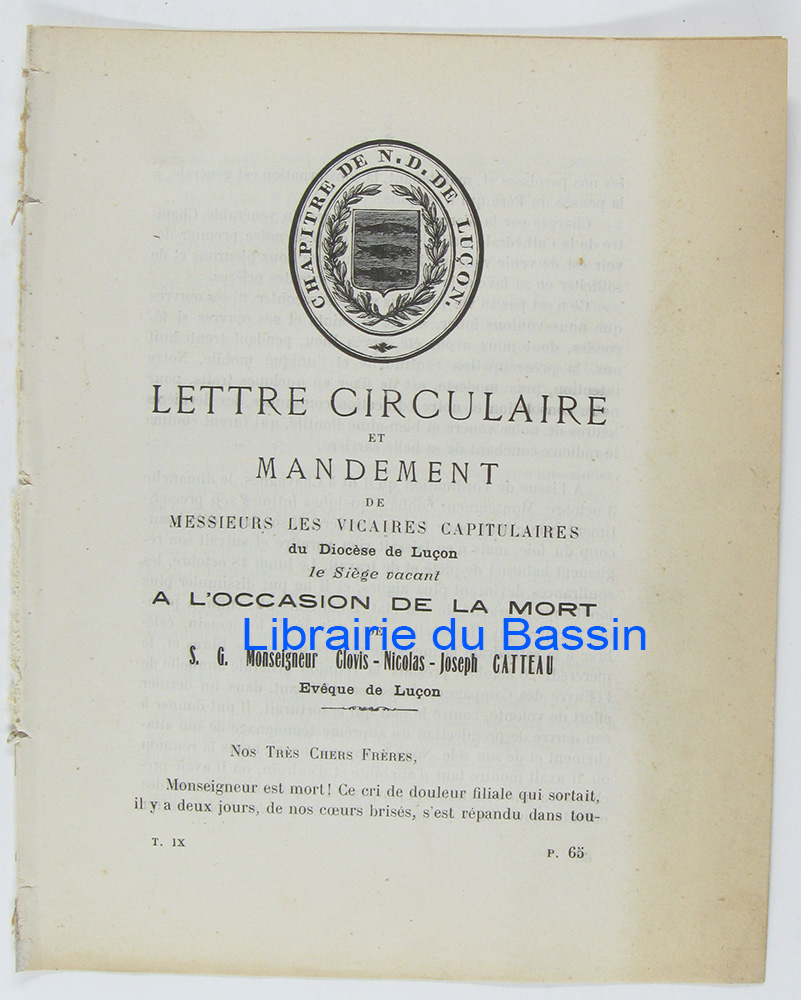 CHAPITRE DE N.D. DE LUÇON.
LETTRE CIRCULAIRE
ET
MANDEMENT
DE
MESSIEURS LES VICAIRES CAPITULAIRES
du Diocèse de Luçon
le Siège vacant
A L'OCCASION DE LA MORT
DE
Librairie du Bassin
S. G. Monseigneur Clovis - Nicolas - Joseph CATTEAU
Evêque de Luçon
NOS TRÈS CHERS FRÈRES,
Monseigneur est mort! Ce cri de douleur filiale qui sortait,
il y a deux jours, de nos cœurs brisés, s'est répandu dans tou-
T. IX
P. 65